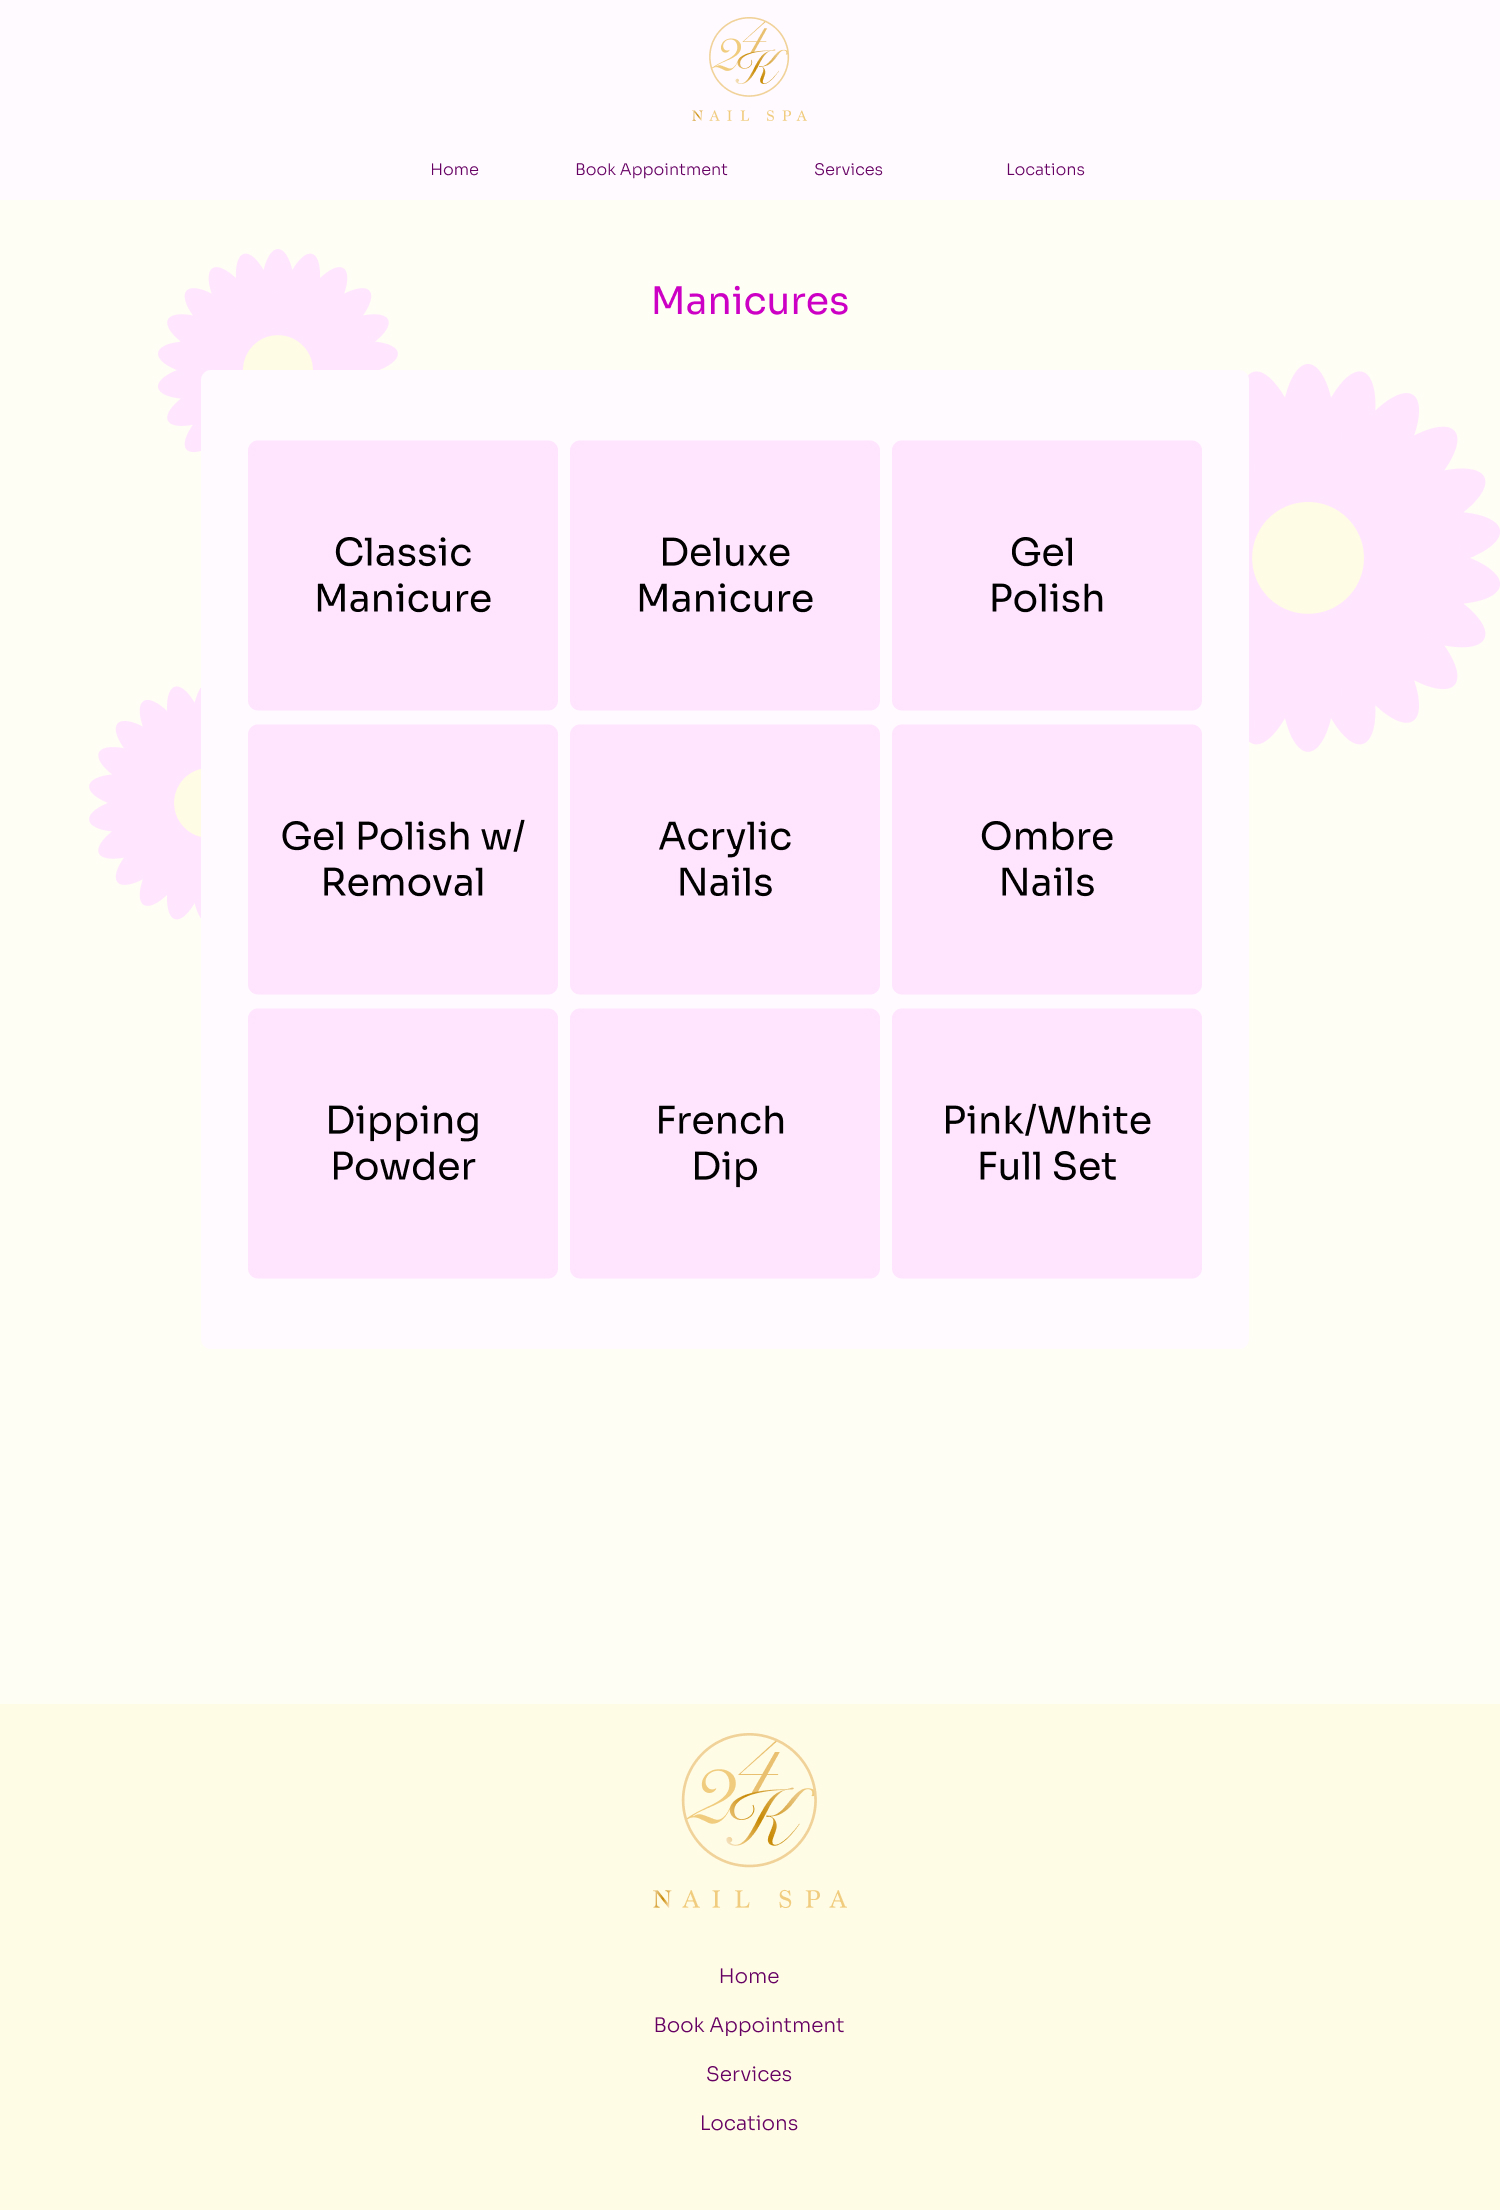 24K
NAIL SPA
Home Book Appointment Services Locations
Manicures
Classic
Manicure
Deluxe
Manicure
Gel
Polish
Gel Polish w/
Removal
Acrylic
Nails
Ombre
Nails
Dipping
Powder
French
Dip
Pink/White
Full Set
24K
NAIL SPA
Home
Book Appointment
Services
Locations